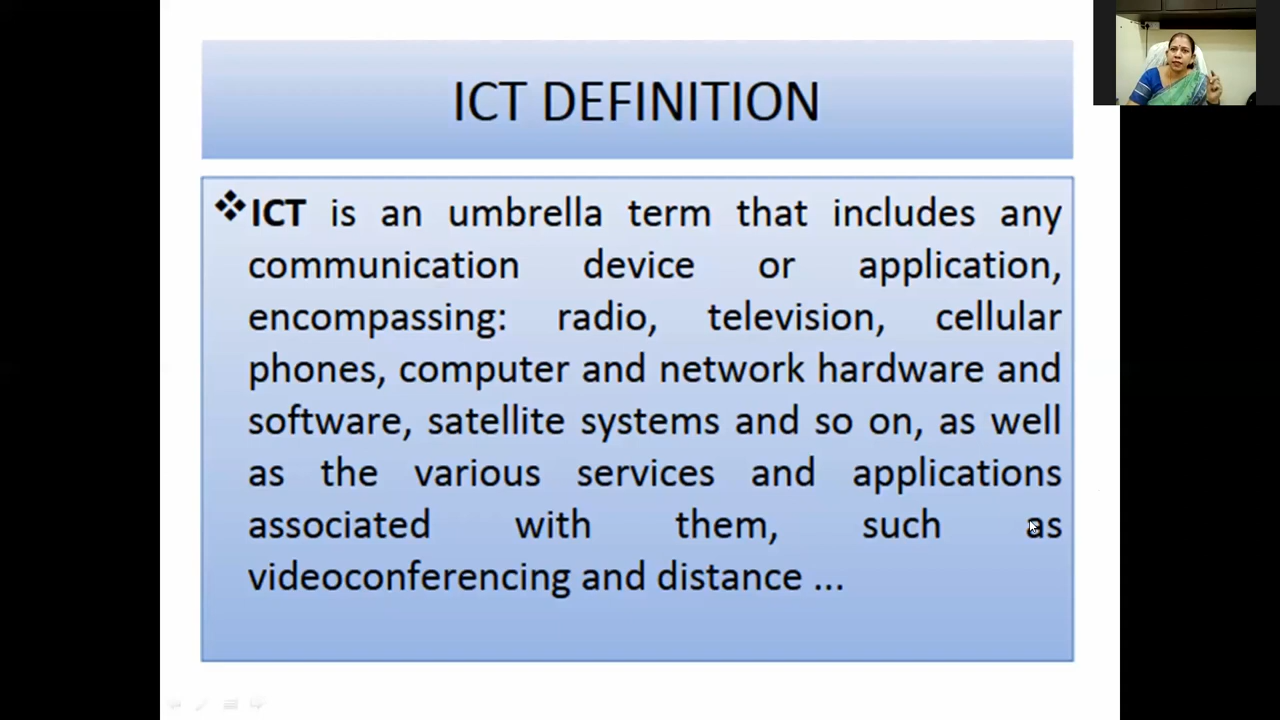 ICT DEFINITION
❖ICT is an umbrella term that includes any
communication device or application,
encompassing: radio, television, cellular
phones, computer and network hardware and
software, satellite systems and so on, as well
as the various services and applications
associated with them, such as
videoconferencing and distance ...